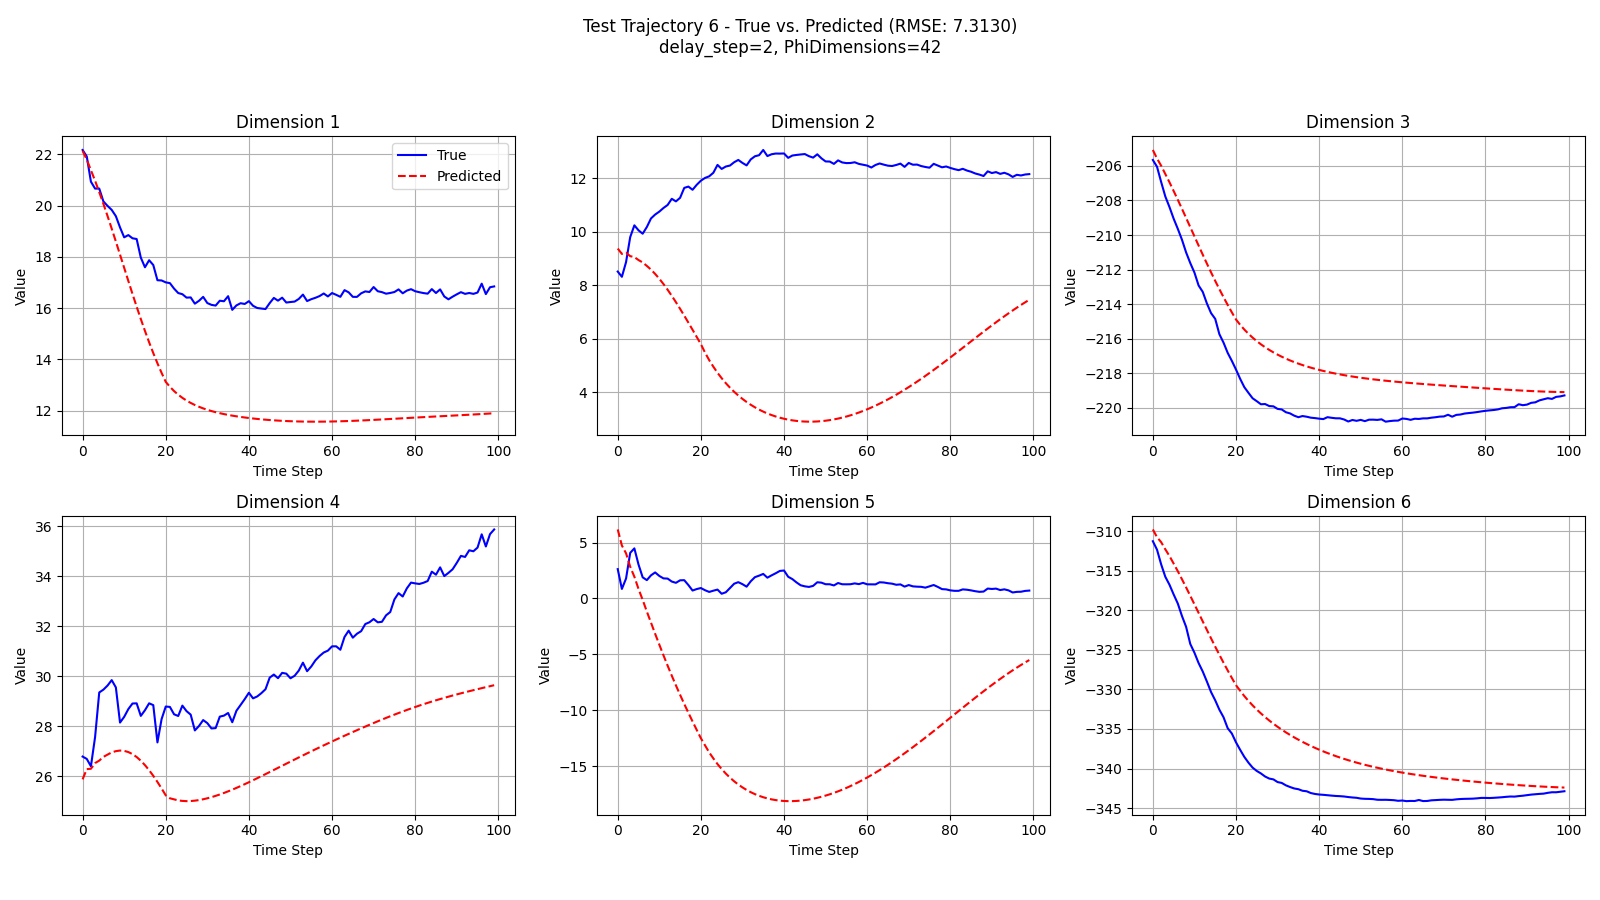 Test Trajectory 6 - True vs. Predicted (RMSE: 7.3130)
delay_step=2, PhiDimensions=42
Dimension 1
22
20
18
16
14
12
Value
0 20 40 60 80 100
Time Step
True
Predicted
Dimension 2
12
10
8
6
4
Value
0 20 40 60 80 100
Time Step
Dimension 3
−206
−208
−210
−212
−214
−216
−218
−220
Value
0 20 40 60 80 100
Time Step
Dimension 4
36
34
32
30
28
26
Value
0 20 40 60 80 100
Time Step
Dimension 5
5
0
−5
−10
−15
Value
0 20 40 60 80 100
Time Step
Dimension 6
−310
−315
−320
−325
−330
−335
−340
−345
Value
0 20 40 60 80 100
Time Step